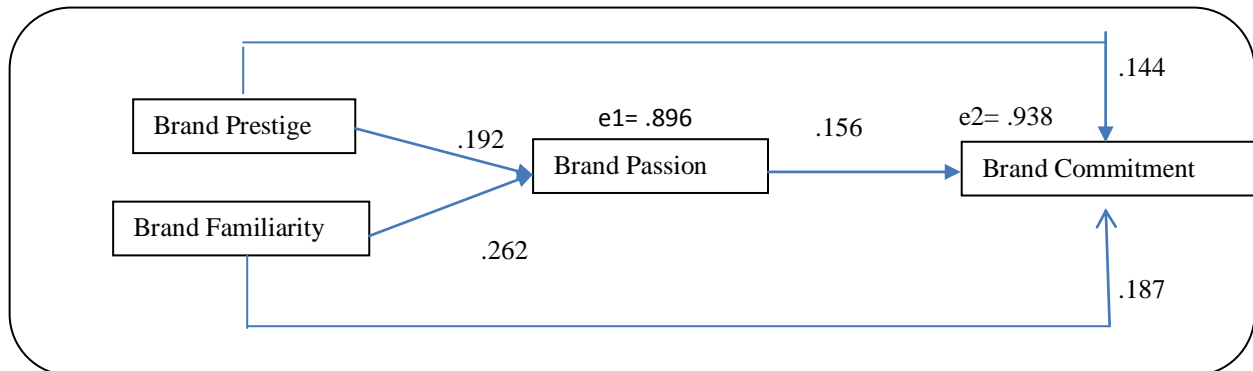 .144
Brand Prestige
e1= .896
.156
e2= .938
.192
Brand Passion
Brand Commitment
Brand Familiarity
.262
.187